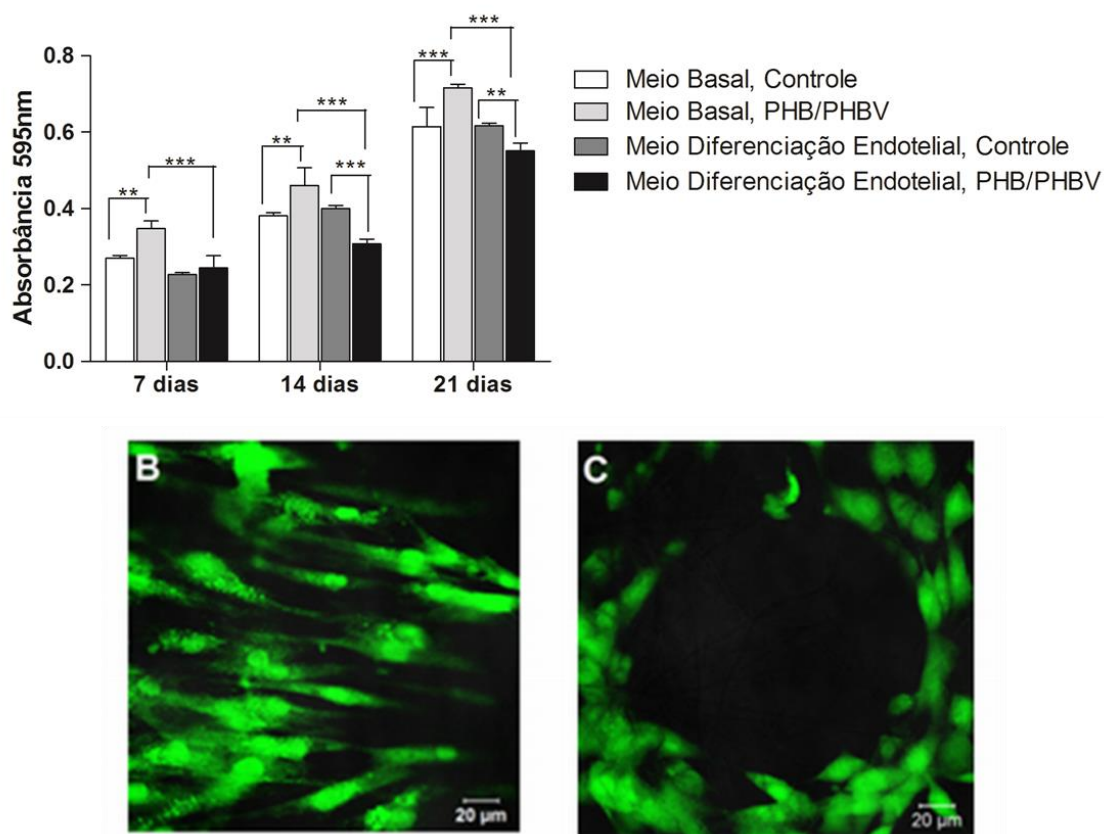 Absorbância 595nm
0.8
0.6
0.4
0.2
0.0
** ***
** *** ***
*** *** **
7 dias 14 dias 21 dias
Meio Basal, Controle
Meio Basal, PHB/PHBV
Meio Diferenciação Endotelial, Controle
Meio Diferenciação Endotelial, PHB/PHBV
B
20 µm
C
20 µm